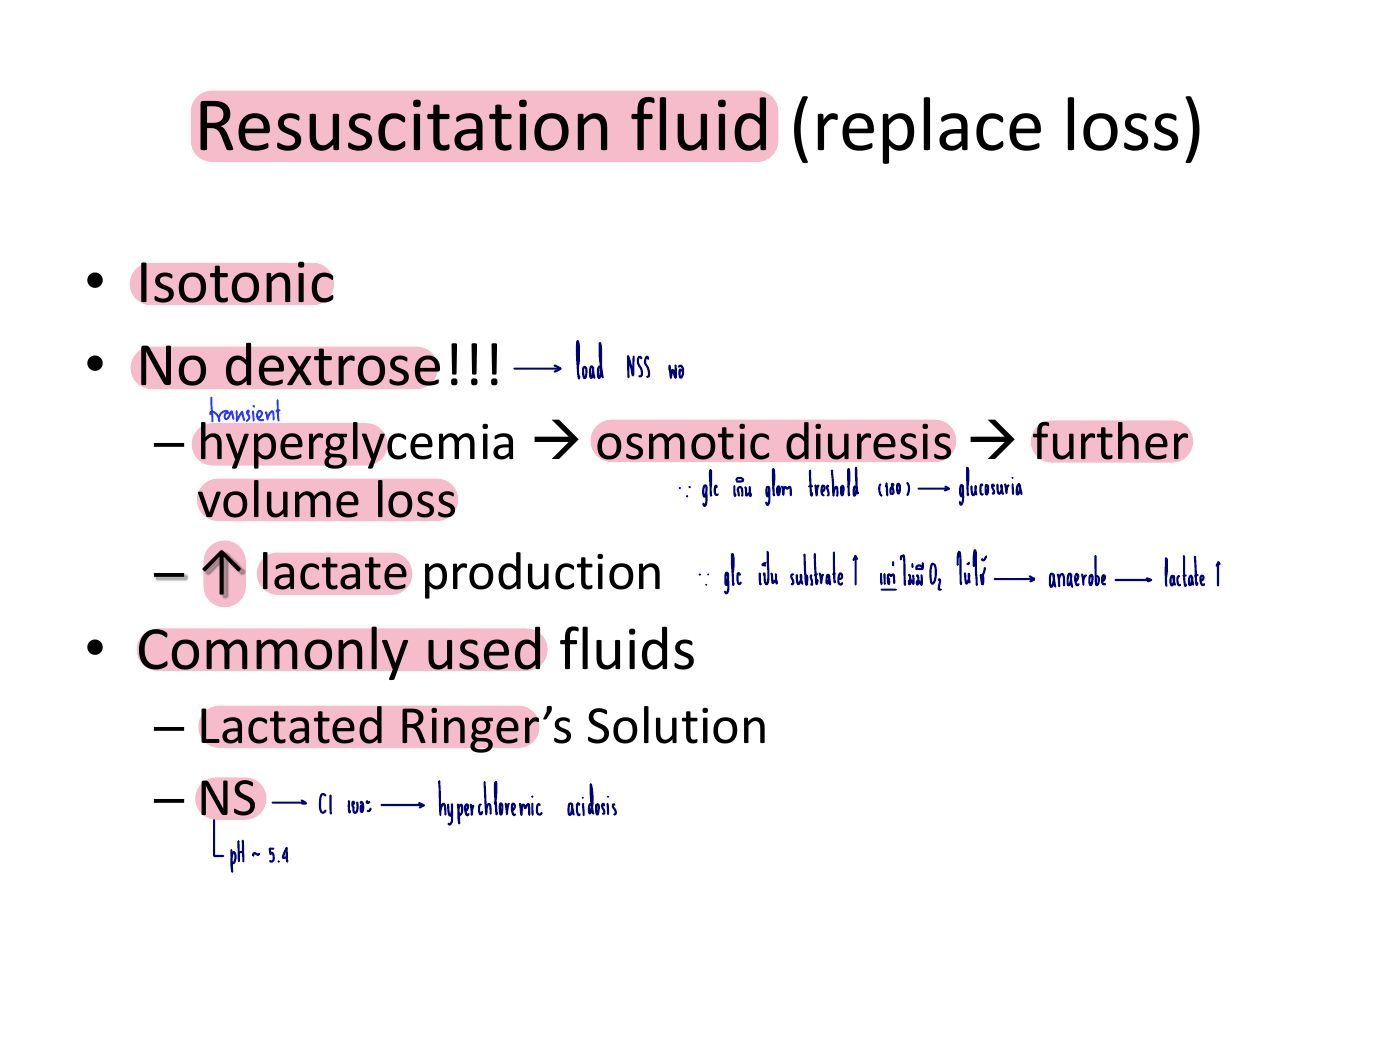 Resuscitation fluid (replace loss)
• Isotonic
• No dextrose!!! → load NSS พอ
transient
– hyperglycemia → osmotic diuresis → further
volume loss
∵ glc เกิน glom treshold (180) → glucosuria
– ↑ lactate production ∵ glc เป็น substrate ↑ แต่ไม่มี O₂ ให้ใช้ → anaerobe → lactate ↑
• Commonly used fluids
– Lactated Ringer’s Solution
– NS → Cl เยอะ → hyperchloremic acidosis
pH ~ 5.4